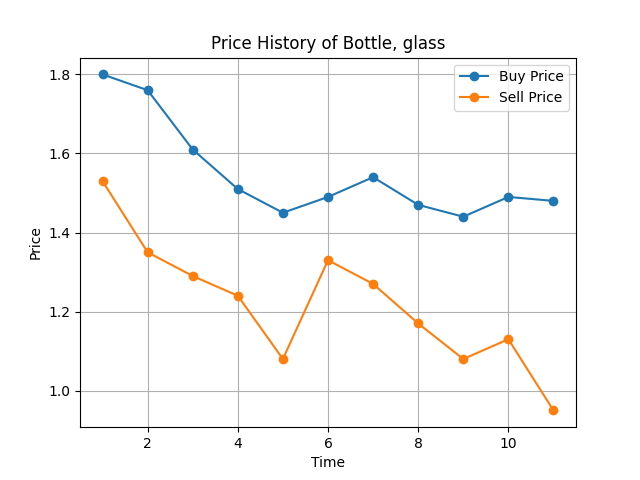 Price History of Bottle, glass
Buy Price
Sell Price
1.8
1.6
1.4
1.2
1.0
Price
2 4 6 8 10
Time